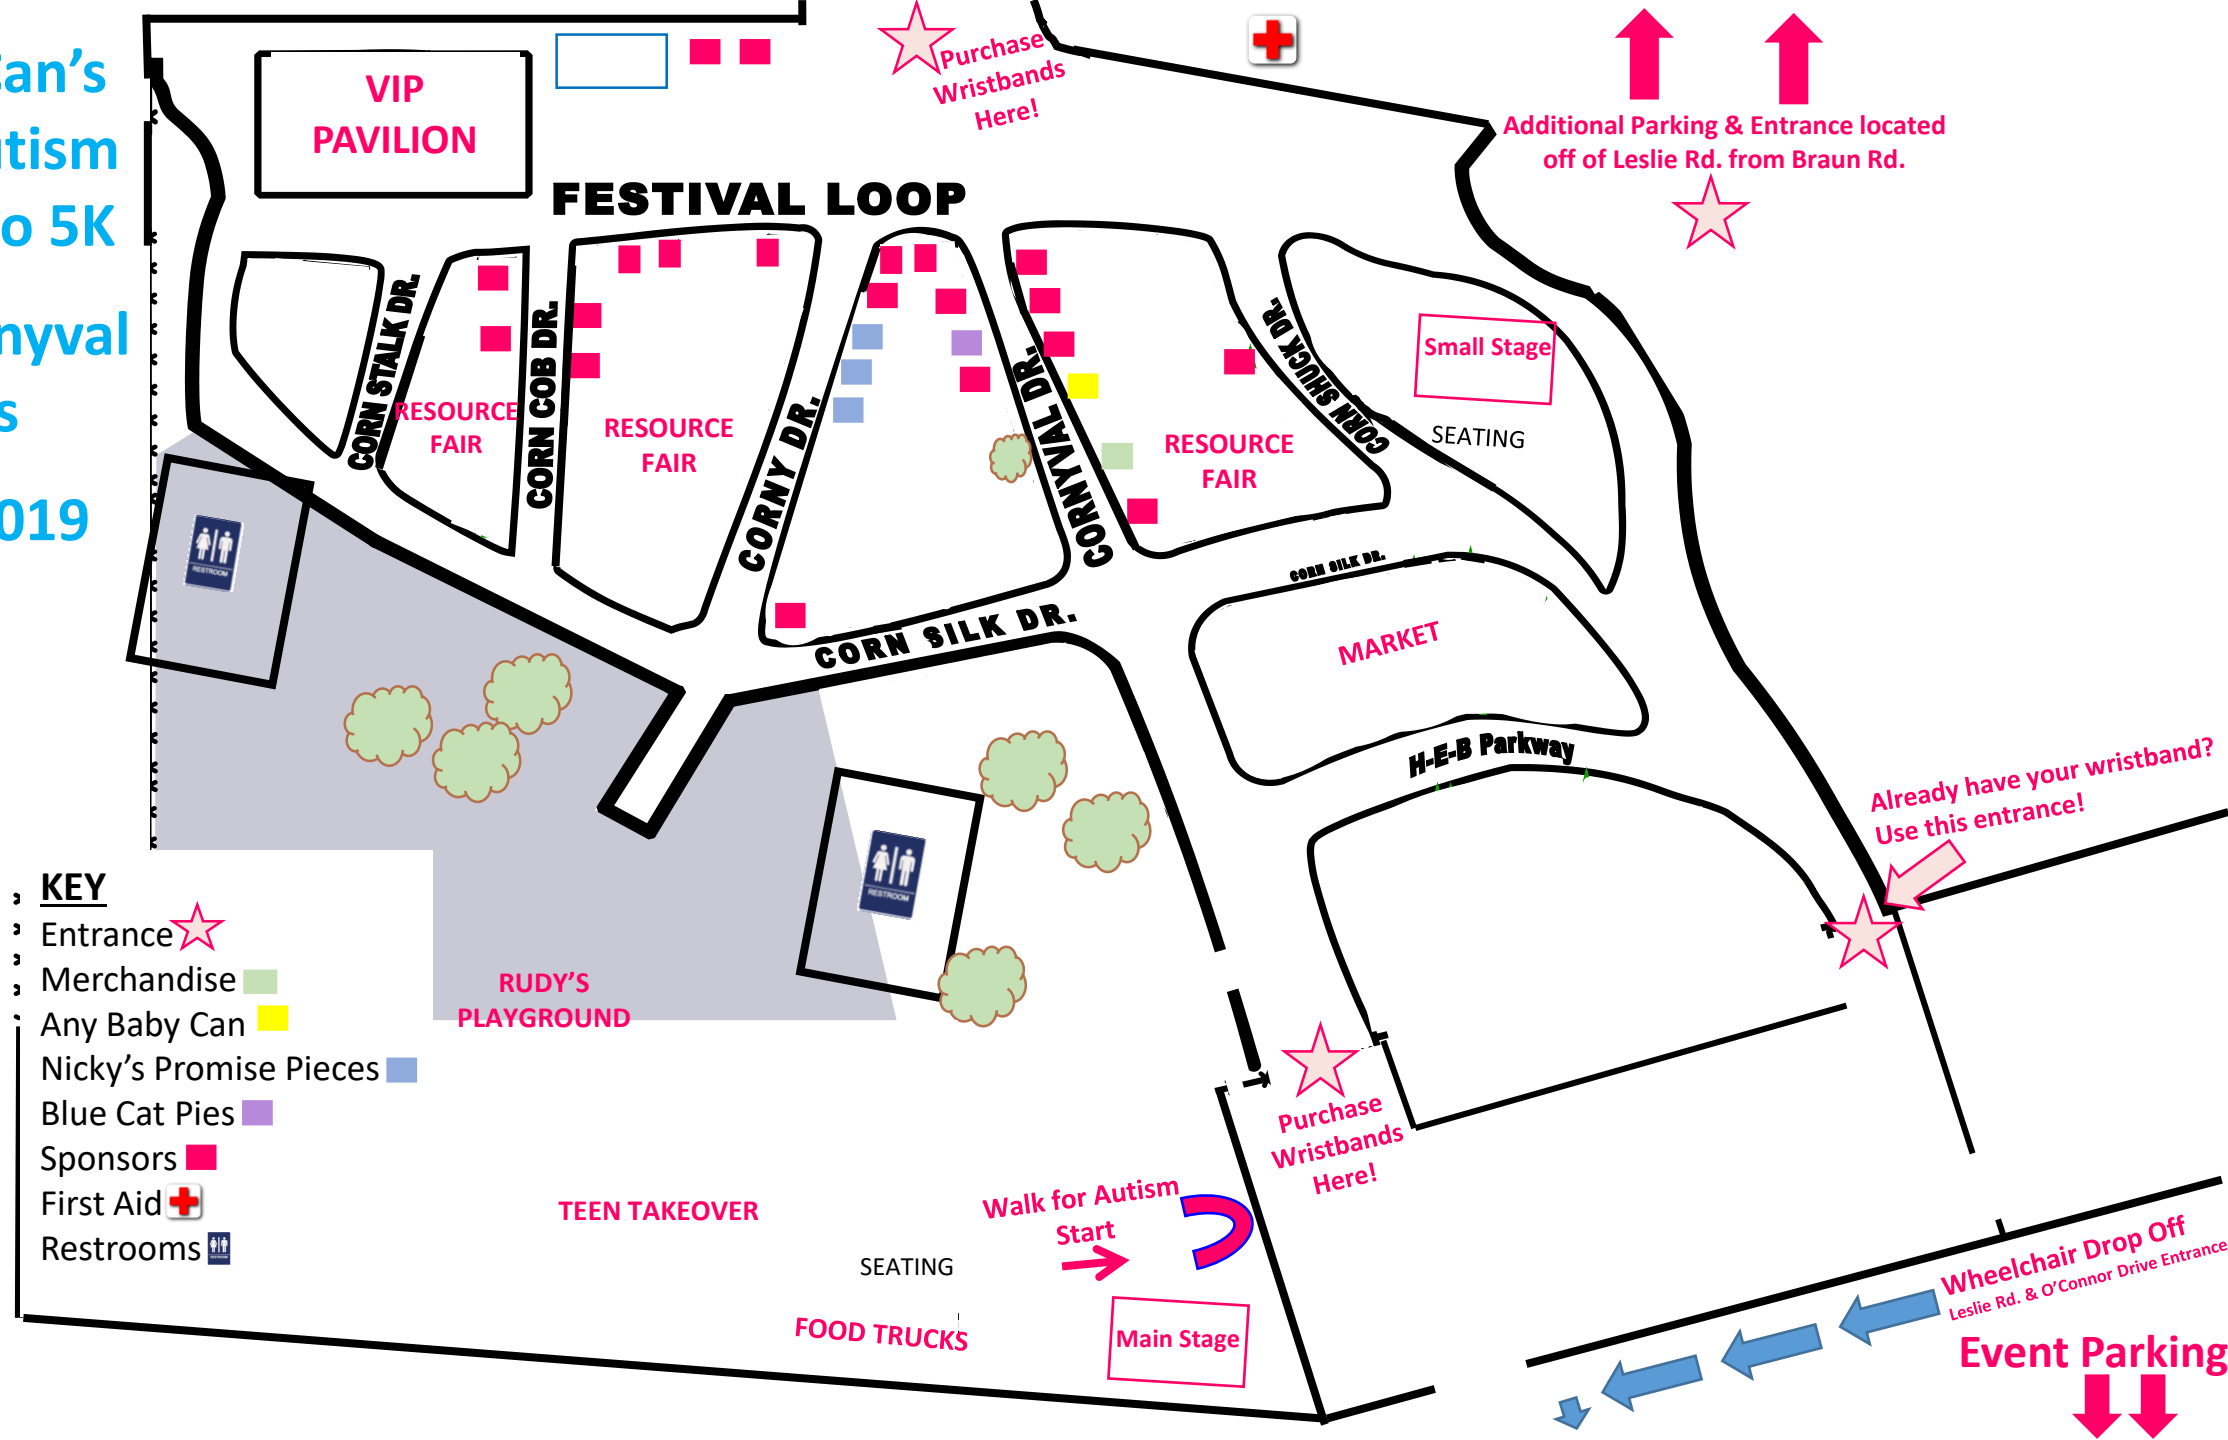 Can's
utism
o 5K
nyval
s
019
VIP
PAVILION
Purchase
Wristbands
Here!
Additional Parking & Entrance located
off of Leslie Rd. from Braun Rd.
FESTIVAL LOOP
CORN STALK DR.
CORN COB DR.
CORNY DR.
CORNYVAL DR.
CORN SHUCK DR.
Small Stage
SEATING
RESOURCE
FAIR
RESOURCE
FAIR
RESOURCE
FAIR
RESTROOM
CORN SILK DR.
CORN SILK DR.
MARKET
H-E-B Parkway
Already have your wristband?
Use this entrance!
RESTROOM
KEY
Entrance
Merchandise
Any Baby Can
Nicky's Promise Pieces
Blue Cat Pies
Sponsors
First Aid
Restrooms
RUDY'S
PLAYGROUND
TEEN TAKEOVER
Purchase
Wristbands
Here!
Walk for Autism
Start
SEATING
FOOD TRUCKS
Main Stage
Wheelchair Drop Off
Leslie Rd. & O'Connor Drive Entrance
Event Parking